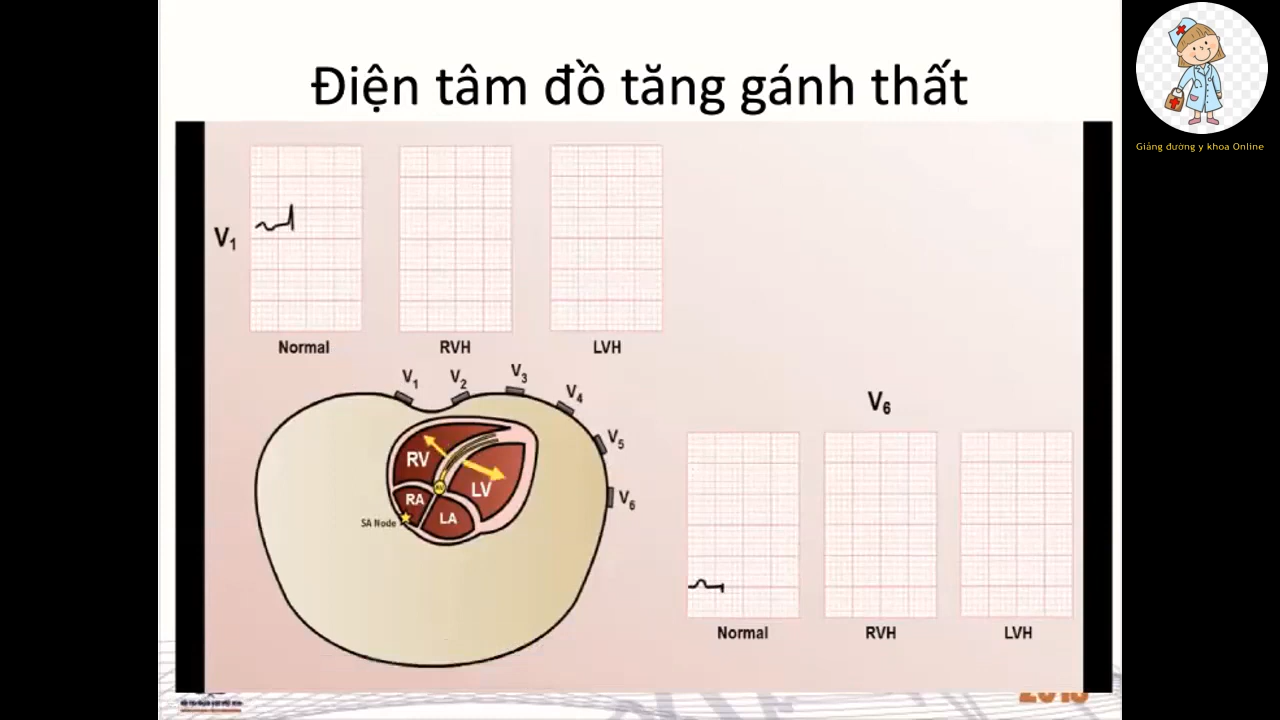 Điện tâm đồ tăng gánh thất
Giảng đường y khoa Online
V1
Normal
RVH
LVH
V1
V2
V3
V4
V5
V6
RV
LV
RA
LA
SA Node
V6
Normal
RVH
LVH